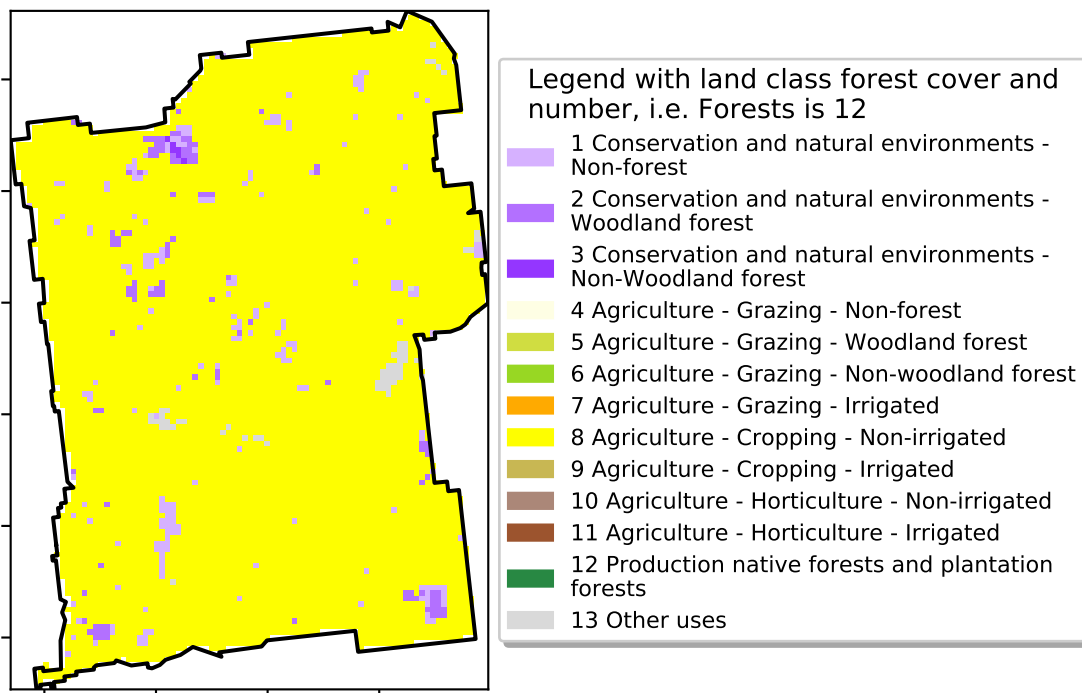 Legend with land class forest cover and
number, i.e. Forests is 12
1 Conservation and natural environments -
Non-forest
2 Conservation and natural environments -
Woodland forest
3 Conservation and natural environments -
Non-Woodland forest
4 Agriculture - Grazing - Non-forest
5 Agriculture - Grazing - Woodland forest
6 Agriculture - Grazing - Non-woodland forest
7 Agriculture - Grazing - Irrigated
8 Agriculture - Cropping - Non-irrigated
9 Agriculture - Cropping - Irrigated
10 Agriculture - Horticulture - Non-irrigated
11 Agriculture - Horticulture - Irrigated
12 Production native forests and plantation
forests
13 Other uses